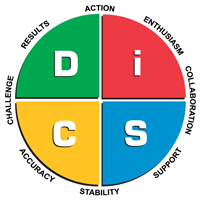 ACTION
RESULTS
ENTHUSIASM
D i
CHALLENGE
COLLABORATION
C S
ACCURACY
SUPPORT
STABILITY